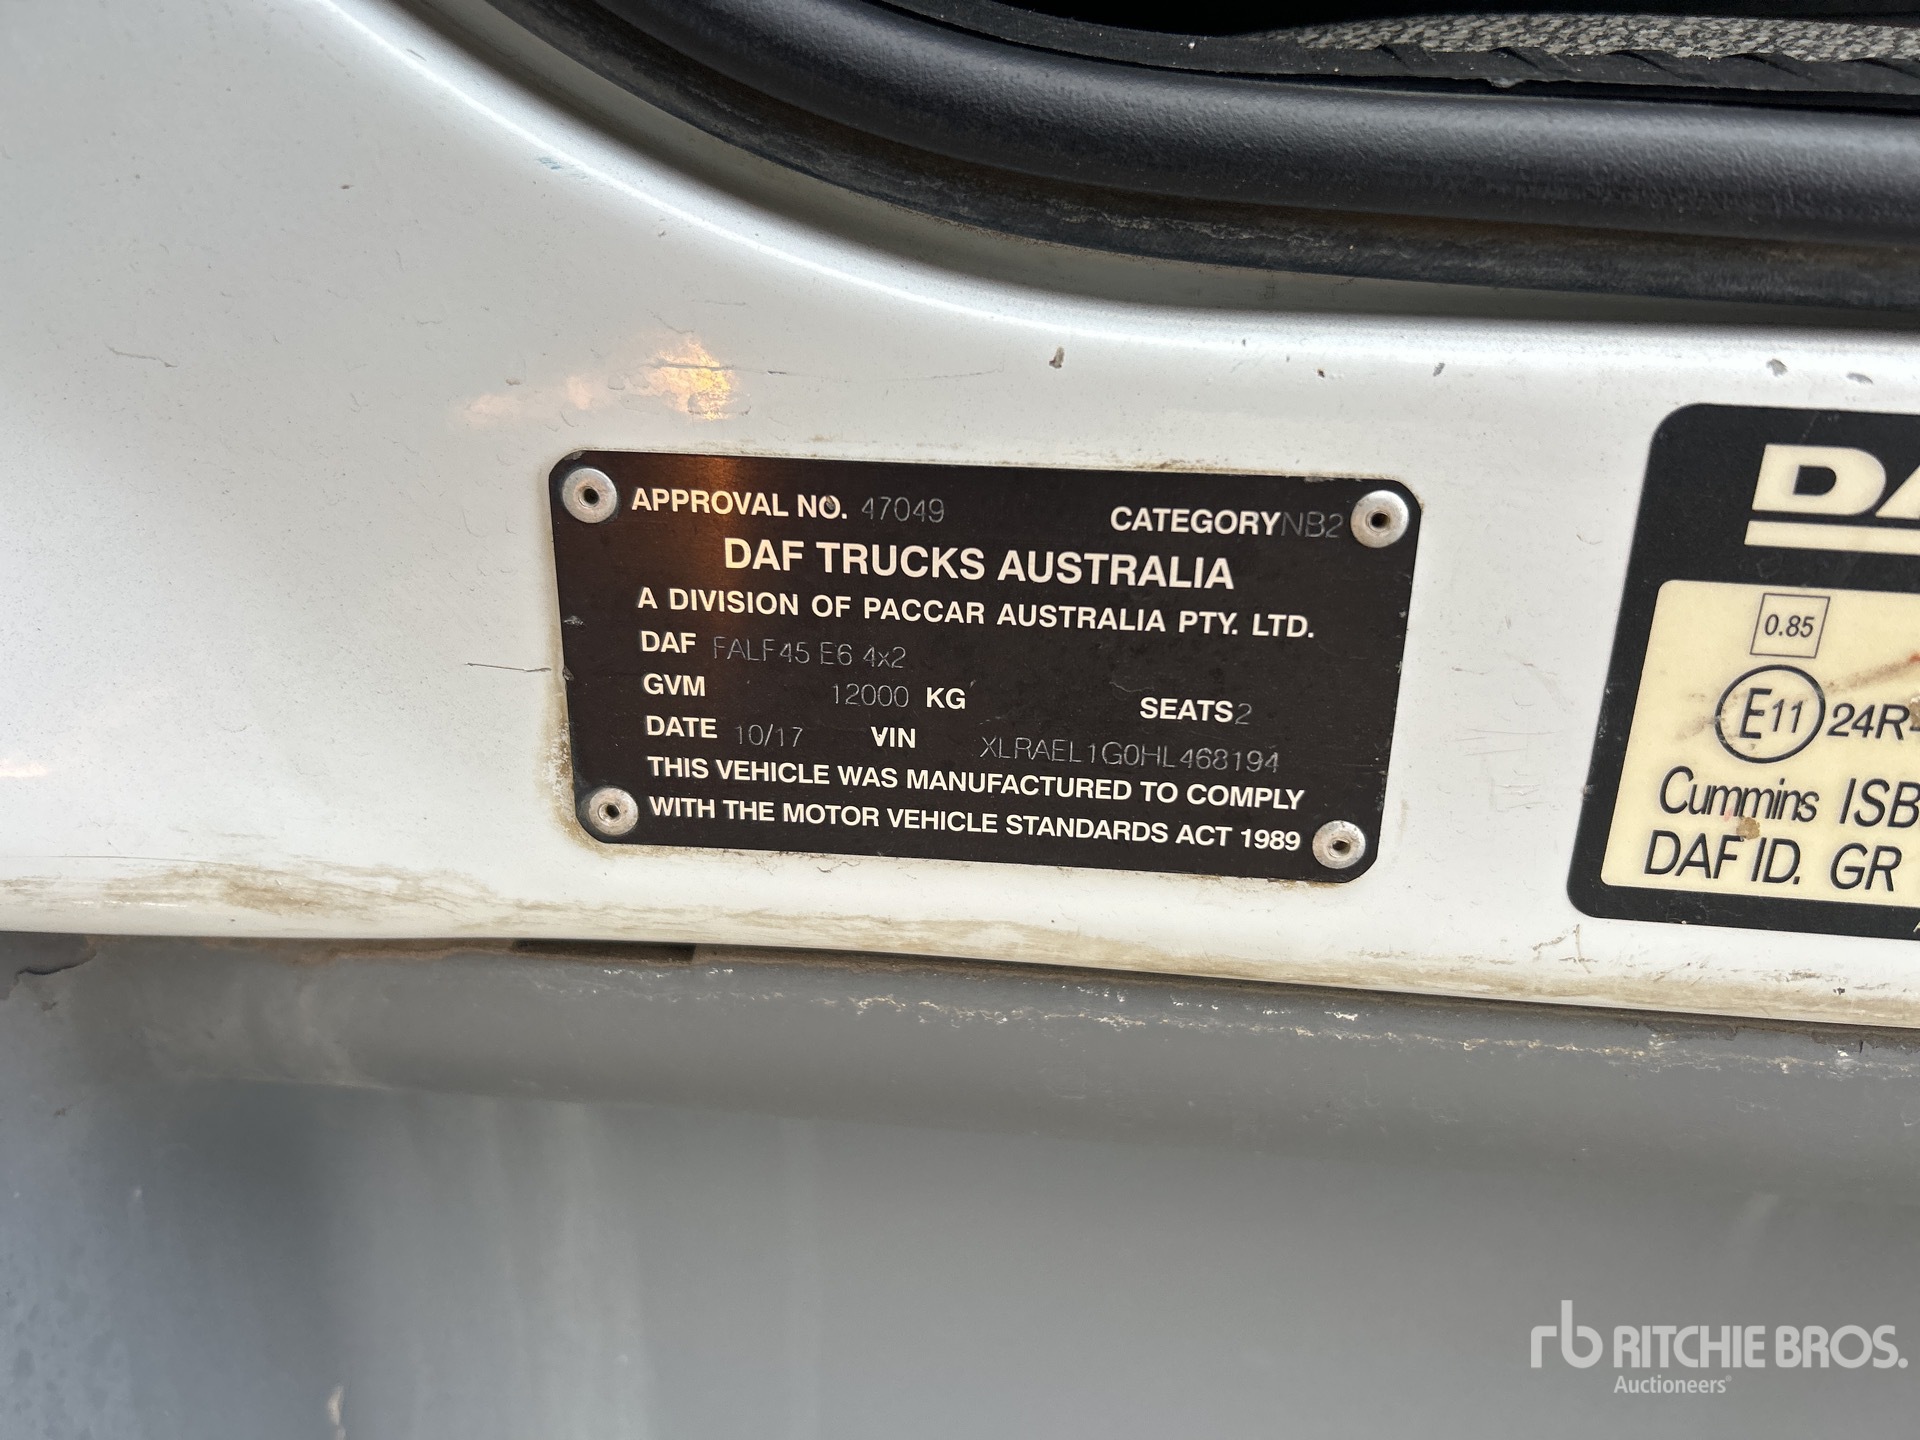 APPROVAL NO. 47049 CATEGORY NB2
DAF TRUCKS AUSTRALIA
A DIVISION OF PACCAR AUSTRALIA PTY. LTD.
DAF FALF45 E6 4x2
GVM 12000 KG SEATS 2
DATE 10/17 VIN XLRAEL1G0HL468194
THIS VEHICLE WAS MANUFACTURED TO COMPLY
WITH THE MOTOR VEHICLE STANDARDS ACT 1989
0.85
E11 24R-
Cummins ISB
DAF ID. GR
rb RITCHIE BROS.
Auctioneers